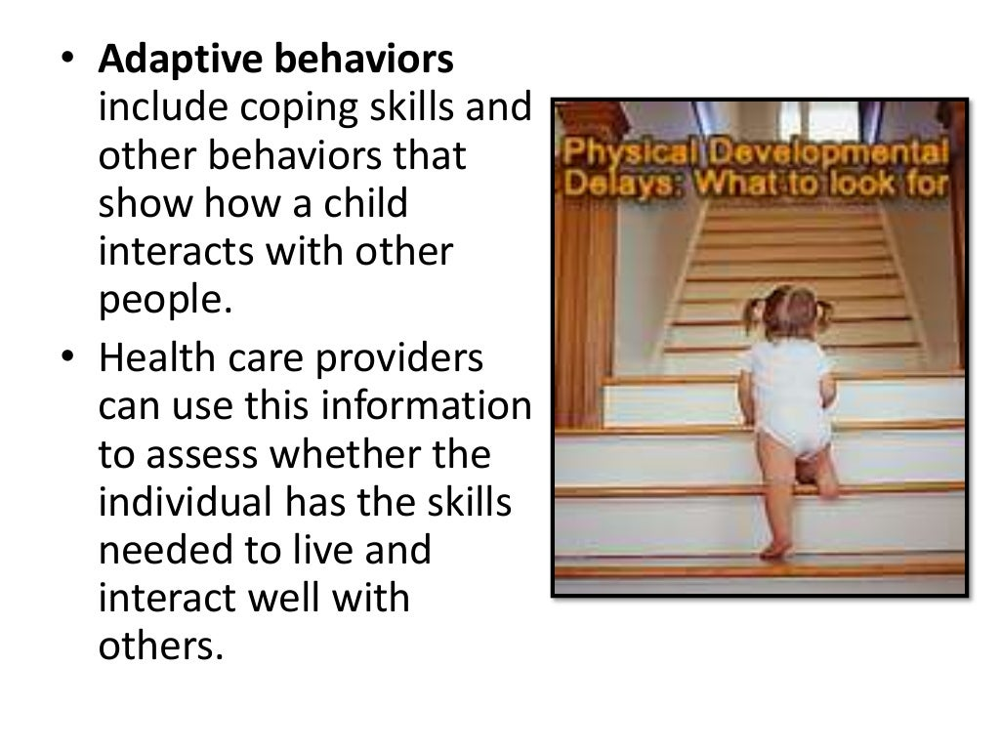 • Adaptive behaviors
include coping skills and
other behaviors that
show how a child
interacts with other
people.
• Health care providers
can use this information
to assess whether the
individual has the skills
needed to live and
interact well with
others.
Physical Developmental
Delays: What to look for